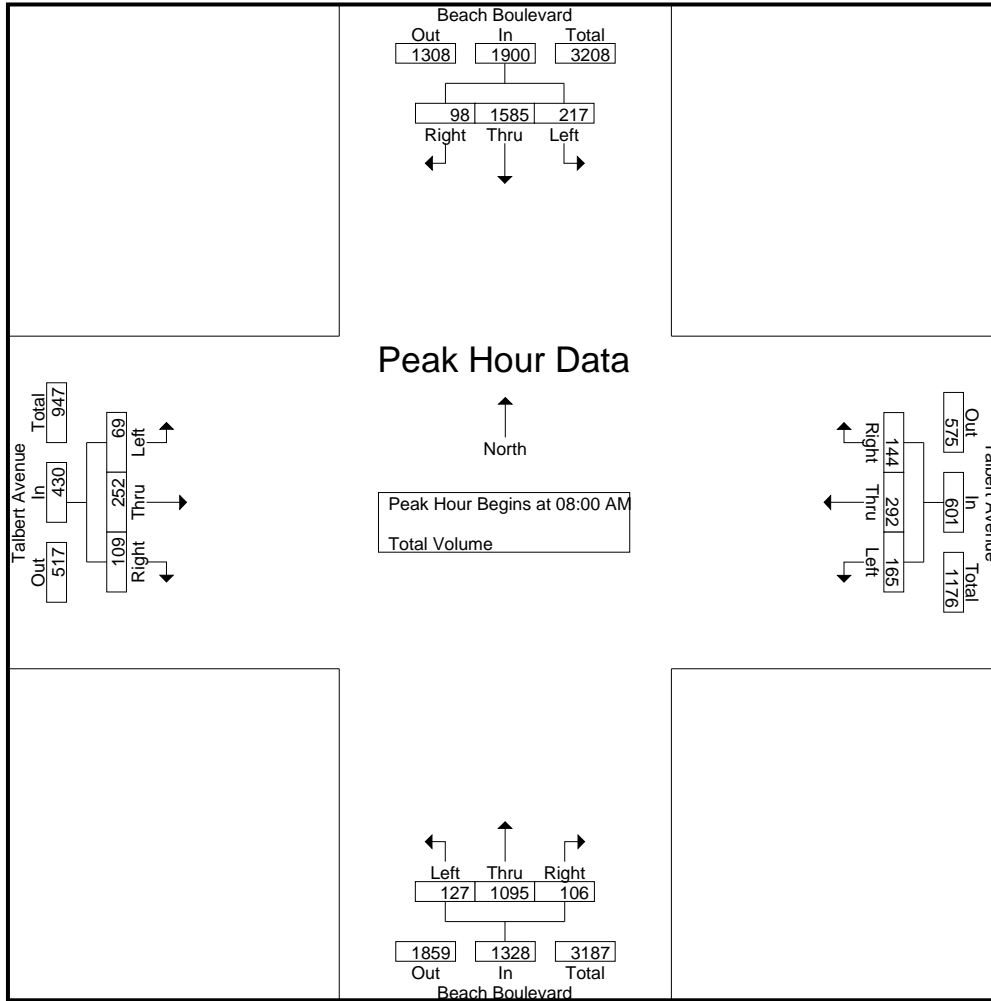 Beach Boulevard
Out In Total
1308 1900 3208
98 1585 217
Right Thru Left
Peak Hour Data
North
Peak Hour Begins at 08:00 AM
Total Volume
Talbert Avenue
Out In Total
517 430 947
Left Thru Right
69 252 109
Talbert Avenue
Out In Total
575 601 1176
Right Thru Left
144 292 165
Left Thru Right
127 1095 106
1859 1328 3187
Out In Total
Beach Boulevard